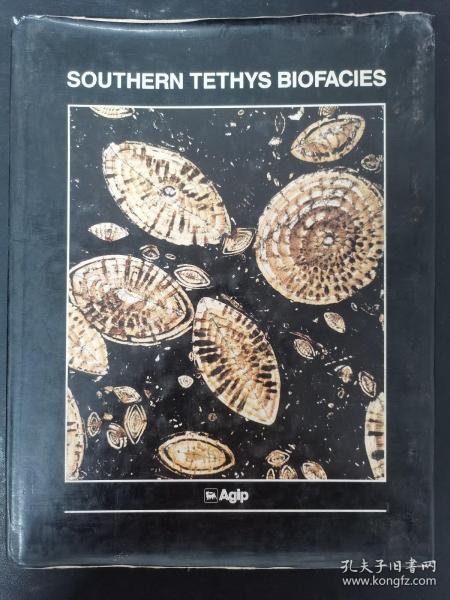 SOUTHERN TETHYS BIOFACIES
Agip
孔夫子旧书网
www.kongfz.com